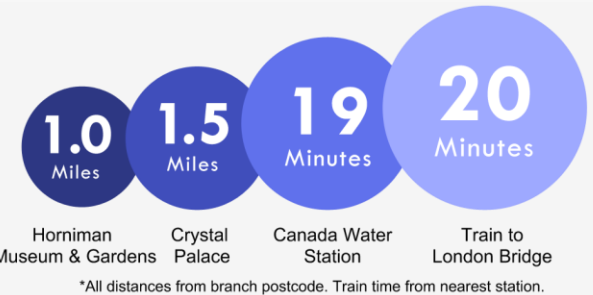 1.0
Miles
1.5
Miles
19
Minutes
20
Minutes
Horniman
Museum & Gardens
Crystal
Palace
Canada Water
Station
Train to
London Bridge
*All distances from branch postcode. Train time from nearest station.